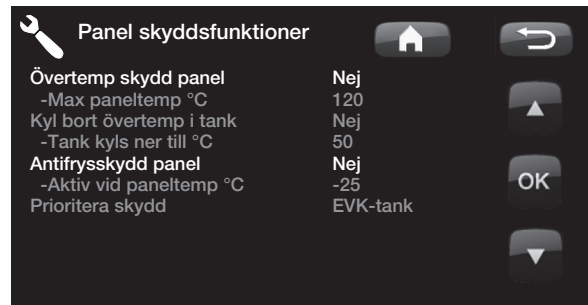 Panel skyddsfunktioner
Övertemp skydd panel Nej
-Max paneltemp °C 120
Kyl bort övertemp i tank Nej
-Tank kyls ner till °C 50
Antifrysskydd panel Nej
-Aktiv vid paneltemp °C -25
Prioritera skydd EVK-tank
OK